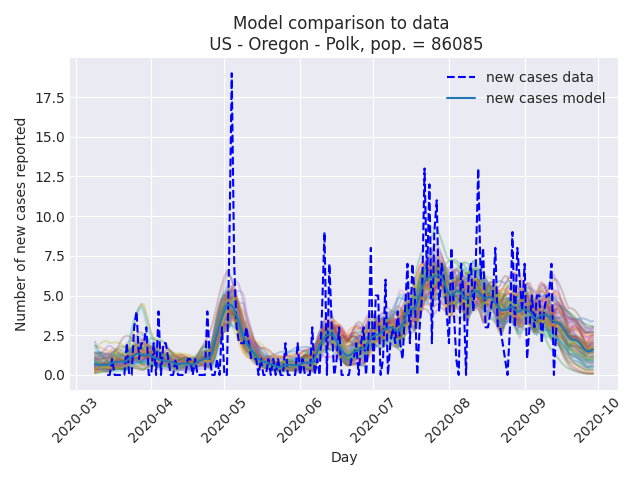 Model comparison to data
US - Oregon - Polk, pop. = 86085
new cases data
new cases model
Number of new cases reported
17.5
15.0
12.5
10.0
7.5
5.0
2.5
0.0
2020-03
2020-04
2020-05
2020-06
2020-07
2020-08
2020-09
2020-10
Day